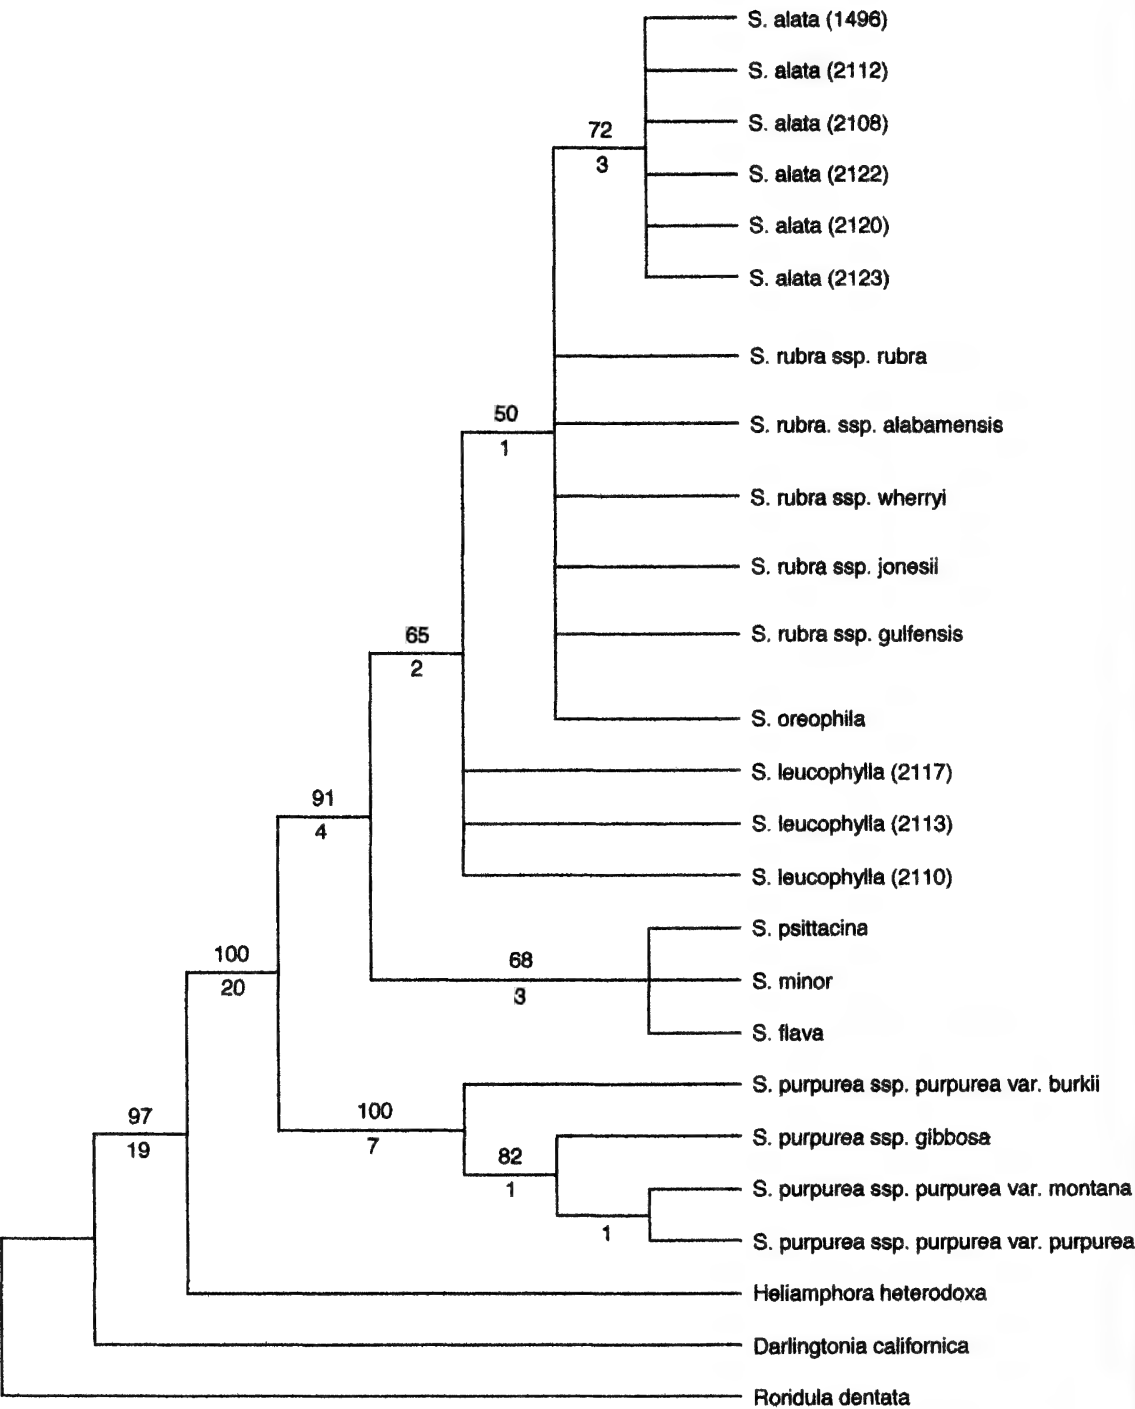 S. alata (1496)
S. alata (2112)
72
S. alata (2108)
3
S. alata (2122)
S. alata (2120)
S. alata (2123)
S. rubra ssp. rubra
50
S. rubra. ssp. alabamensis
1
S. rubra ssp. wherryi
S. rubra ssp. jonesii
65
S. rubra ssp. gulfensis
2
S. oreophila
S. leucophylla (2117)
91
S. leucophylla (2113)
4
S. leucophylla (2110)
S. psittacina
100
68
S. minor
20
3
S. flava
S. purpurea ssp. purpurea var. burkii
97
100
S. purpurea ssp. gibbosa
19
7
82
S. purpurea ssp. purpurea var. montana
1
1
S. purpurea ssp. purpurea var. purpurea
Heliamphora heterodoxa
Darlingtonia californica
Roridula dentata